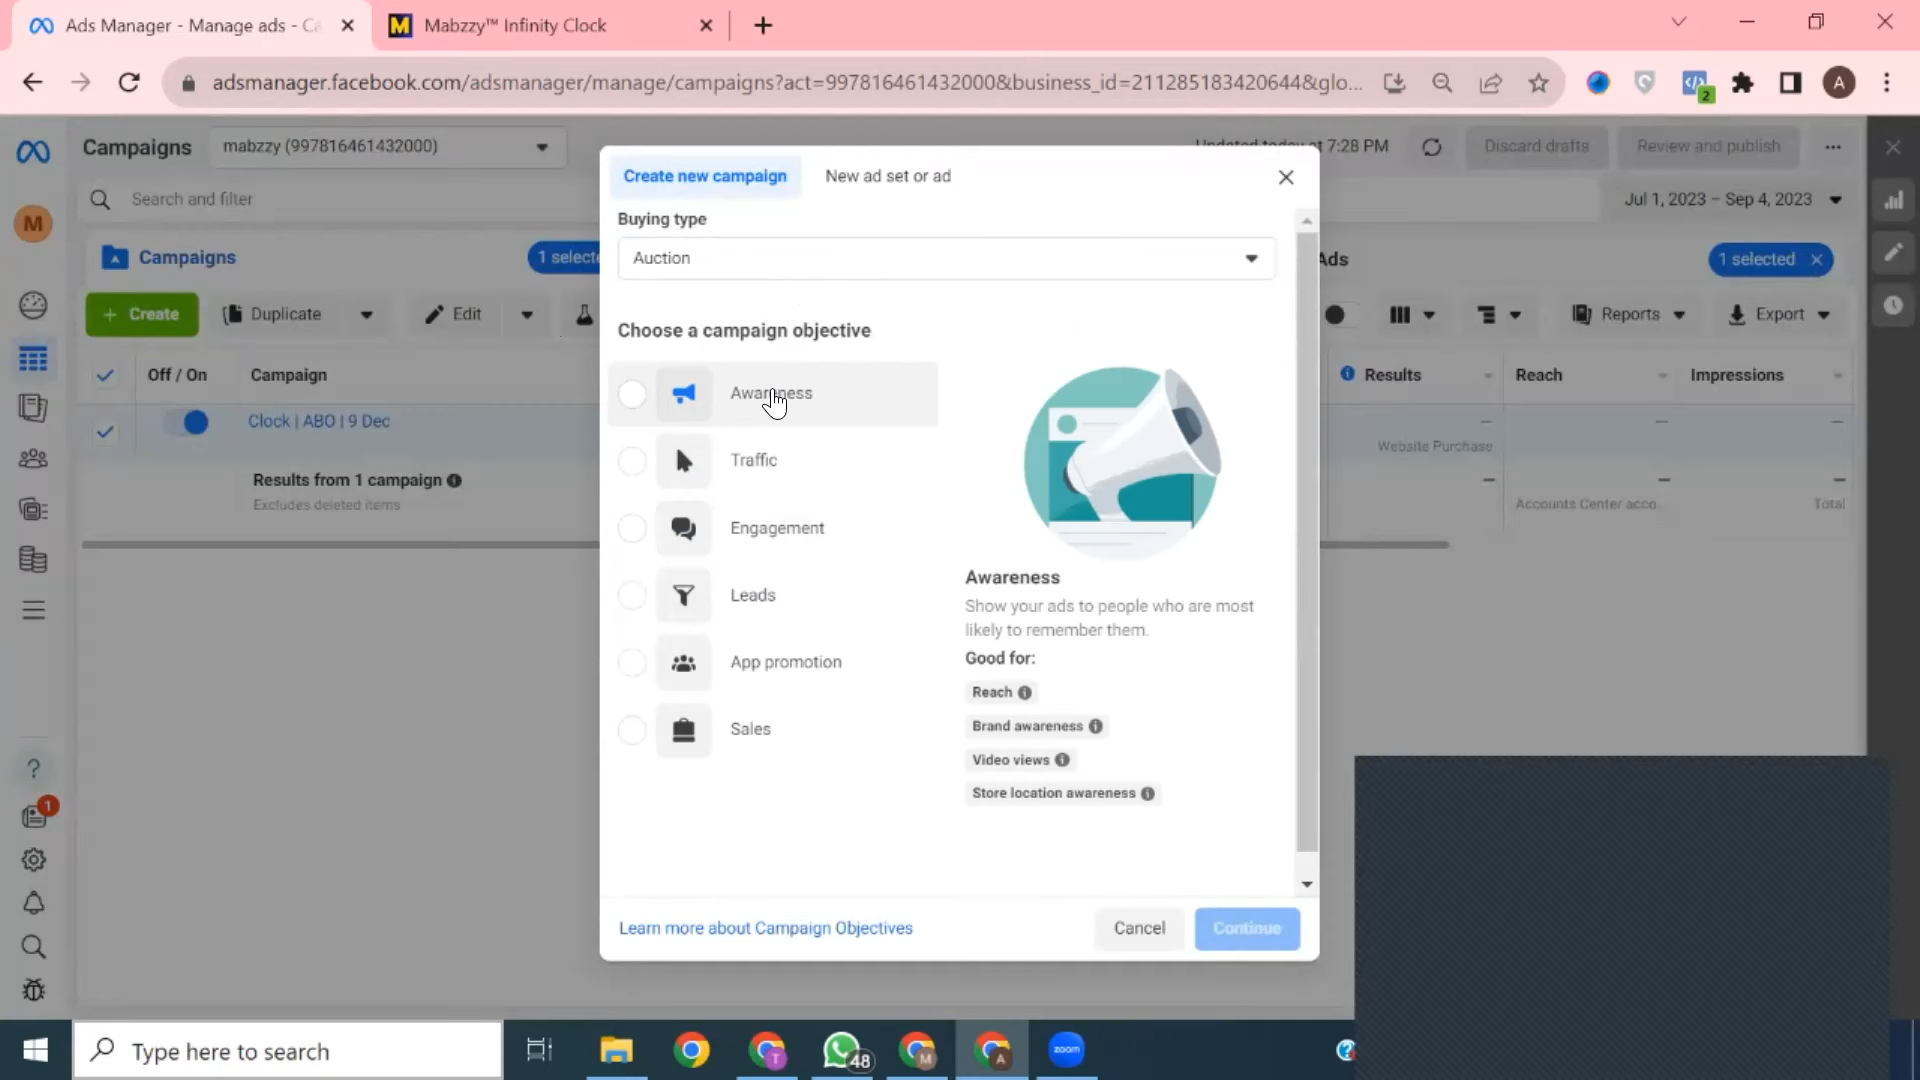 Ads Manager - Manage ads - Ca
Mabzzy™ Infinity Clock
adsmanager.facebook.com/adsmanager/manage/campaigns?act=997816461432000&business_id=211285183420644&glo...
2
A
Campaigns
mabzzy (997816461432000)
Updated today at 7:28 PM
Discard drafts
Review and publish
Create new campaign
New ad set or ad
Search and filter
Jul 1, 2023 – Sep 4, 2023
M
Buying type
Auction
Campaigns
1 selecte
Ads
1 selected
+ Create
Duplicate
Edit
Reports
Export
Choose a campaign objective
Off / On
Campaign
Results
Reach
Impressions
Clock | ABO | 9 Dec
—
—
—
Website Purchase
Results from 1 campaign
Excludes deleted items
—
—
—
Accounts Center acco...
Total
Awareness
Traffic
Engagement
Leads
App promotion
Sales
Awareness
Show your ads to people who are most
likely to remember them.
Good for:
Reach
Brand awareness
Video views
Store location awareness
1
Learn more about Campaign Objectives
Cancel
Continue
Type here to search
T
48
M
A
zoom